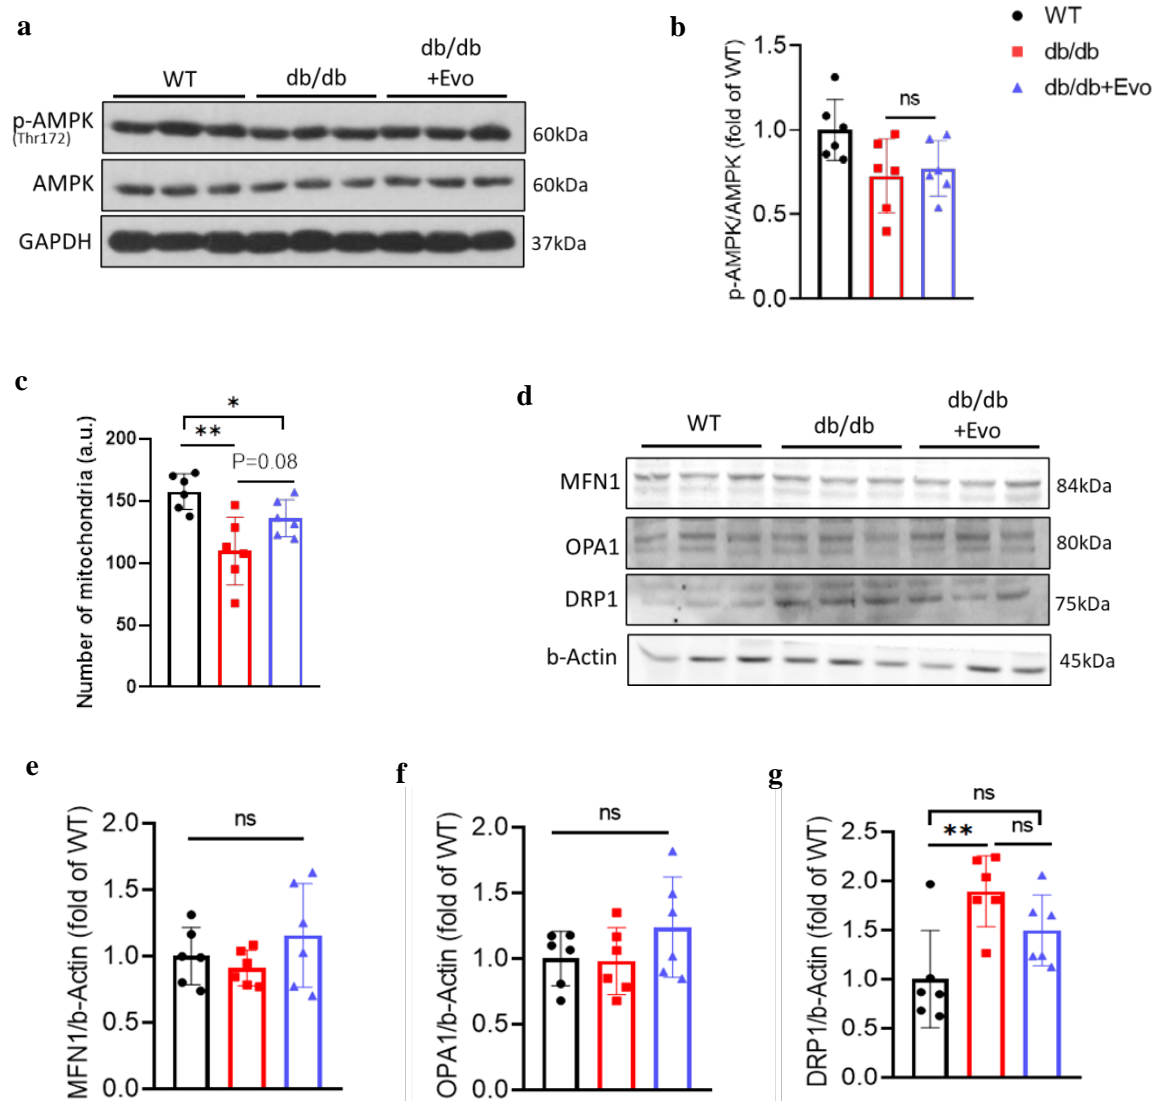 a
WT
db/db
db/db
+Evo
p-AMPK
(Thr172)
60kDa
AMPK
60kDa
GAPDH
37kDa
b
p-AMPK/AMPK (fold of WT)
1.5
1.0
0.5
0.0
ns
WT
db/db
db/db+Evo
c
Number of mitochondria (a.u.)
200
150
100
50
0
*
**
P=0.08
d
WT
db/db
db/db
+Evo
MFN1
84kDa
OPA1
80kDa
DRP1
75kDa
b-Actin
45kDa
e
MFN1/b-Actin (fold of WT)
2.0
1.5
1.0
0.5
0.0
ns
f
OPA1/b-Actin (fold of WT)
2.0
1.5
1.0
0.5
0.0
ns
g
DRP1/b-Actin (fold of WT)
2.5
2.0
1.5
1.0
0.5
0.0
ns
**
ns